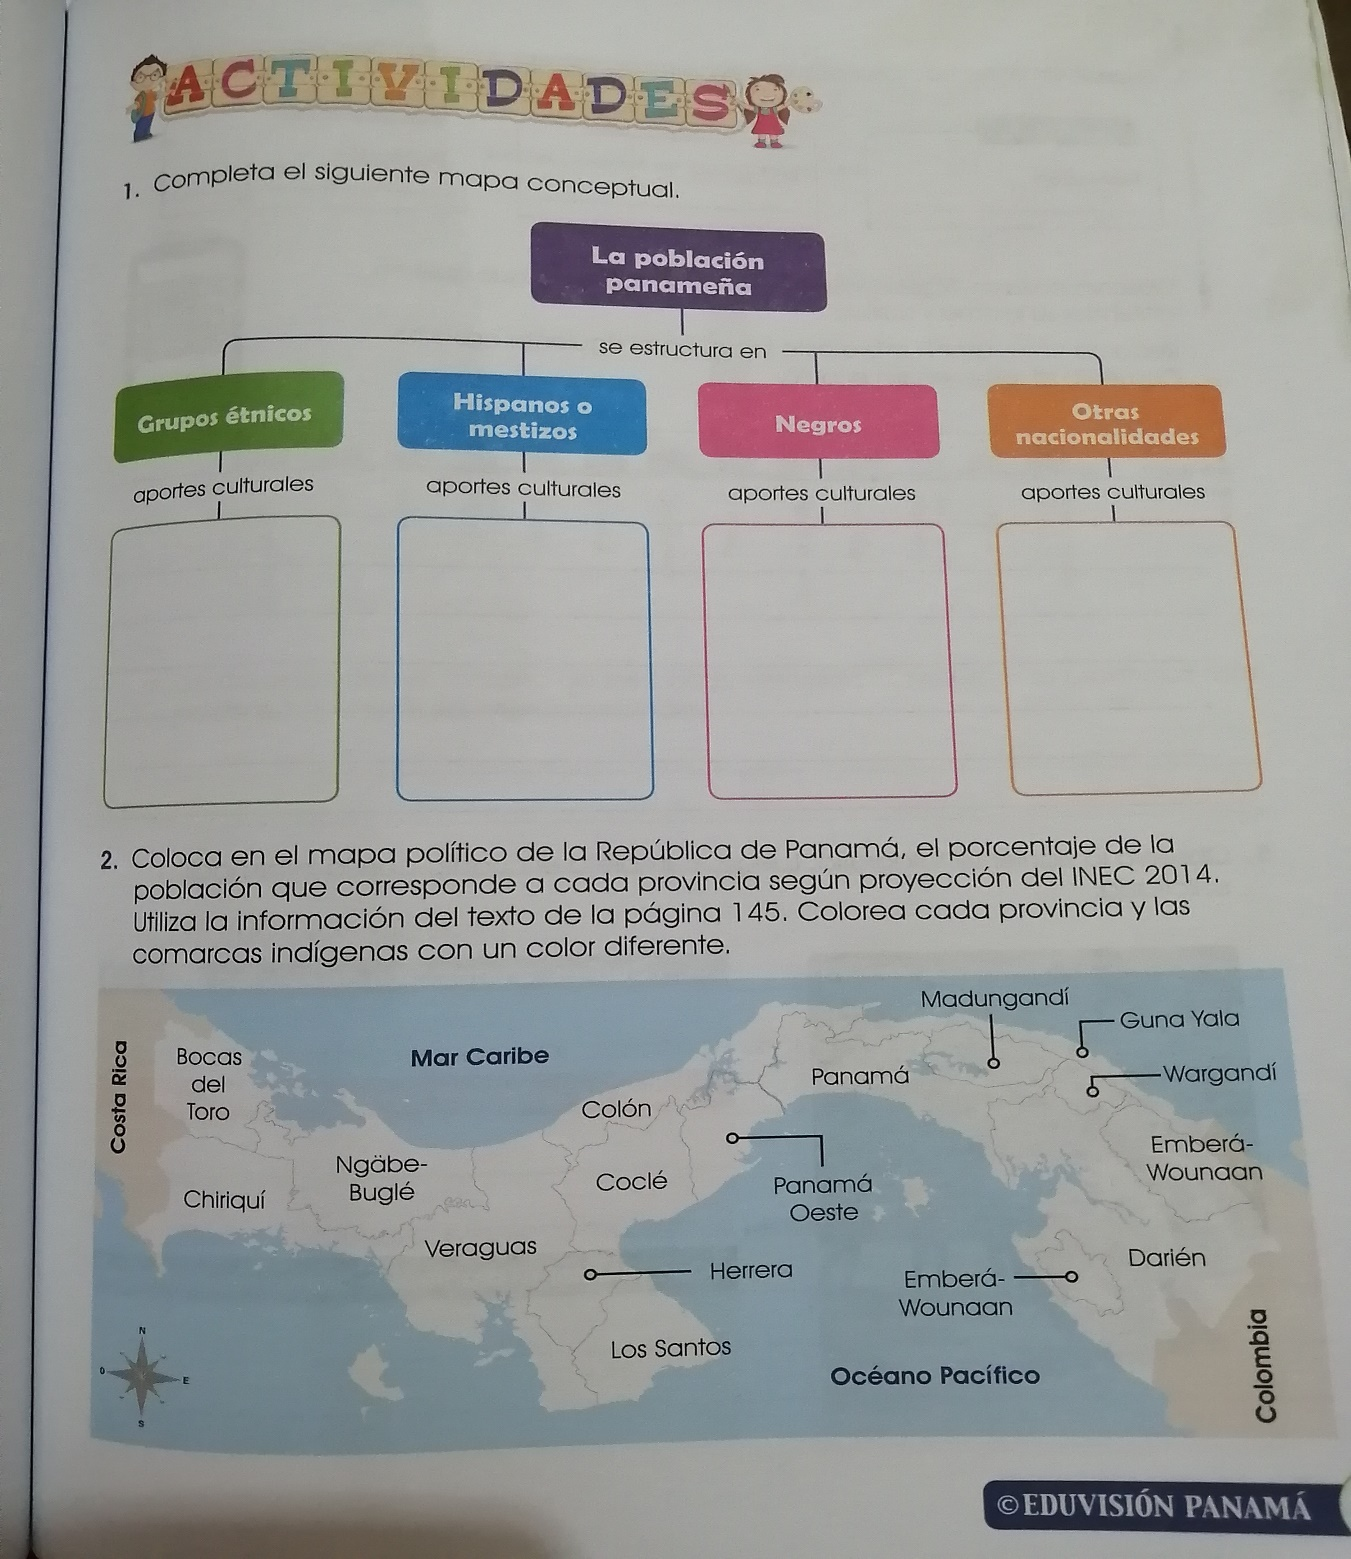 ACTIVIDADES
1. Completa el siguiente mapa conceptual.
La población
panameña
se estructura en
Grupos étnicos
Hispanos o
mestizos
Negros
Otras
nacionalidades
aportes culturales
aportes culturales
aportes culturales
aportes culturales
2. Coloca en el mapa político de la República de Panamá, el porcentaje de la
población que corresponde a cada provincia según proyección del INEC 2014.
Utiliza la información del texto de la página 145. Colorea cada provincia y las
comarcas indígenas con un color diferente.
Costa Rica
Bocas
del
Toro
Mar Caribe
Madungandí
Guna Yala
Wargandí
Panamá
Colón
Ngäbe-
Buglé
Chiriquí
Coclé
Panamá
Oeste
Emberá-
Wounaan
Veraguas
Herrera
Darién
Emberá-
Wounaan
Los Santos
Océano Pacífico
Colombia
N
O
E
S
© EDUVISIÓN PANAMÁ